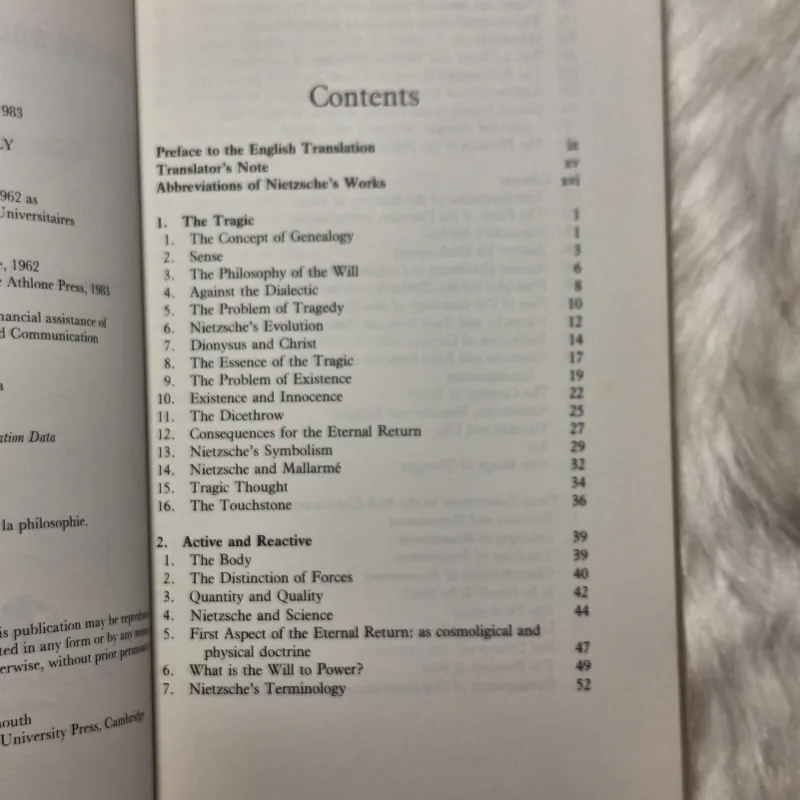 1983
LY
1962 as
Universitaires
, 1962
Athlone Press, 1983
financial assistance of
d Communication
a
ation Data
la philosophie.
is publication may be reproduced
ted in any form or by any means
erwise, without prior permission
outh
University Press, Cambridge
Contents
Preface to the English Translation ix
Translator's Note xv
Abbreviations of Nietzsche's Works xvi
1. The Tragic 1
1. The Concept of Genealogy 1
2. Sense 3
3. The Philosophy of the Will 6
4. Against the Dialectic 8
5. The Problem of Tragedy 10
6. Nietzsche's Evolution 12
7. Dionysus and Christ 14
8. The Essence of the Tragic 17
9. The Problem of Existence 19
10. Existence and Innocence 22
11. The Dicethrow 25
12. Consequences for the Eternal Return 27
13. Nietzsche's Symbolism 29
14. Nietzsche and Mallarmé 32
15. Tragic Thought 34
16. The Touchstone 36
2. Active and Reactive 39
1. The Body 39
2. The Distinction of Forces 40
3. Quantity and Quality 42
4. Nietzsche and Science 44
5. First Aspect of the Eternal Return: as cosmoligical and
physical doctrine 47
6. What is the Will to Power? 49
7. Nietzsche's Terminology 52